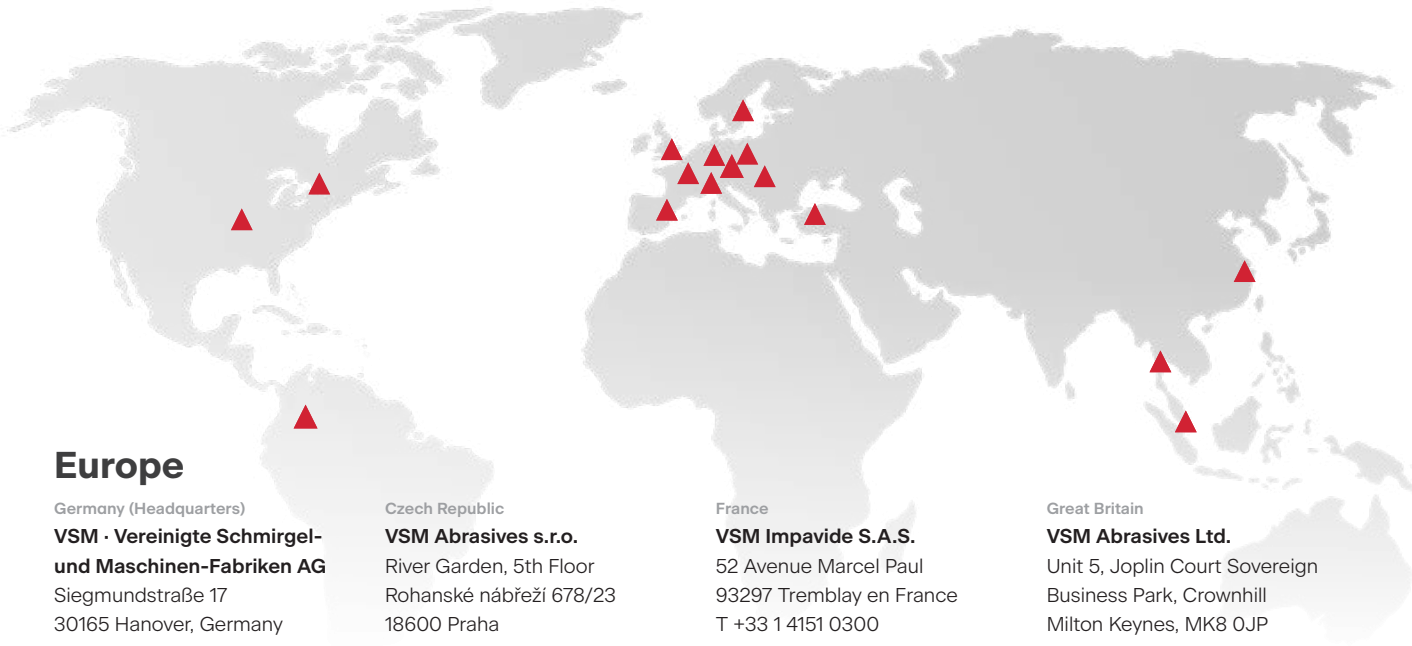 Europe
Germany (Headquarters)
VSM · Vereinigte Schmirgel-
und Maschinen-Fabriken AG
Siegmundstraße 17
30165 Hanover, Germany
Czech Republic
VSM Abrasives s.r.o.
River Garden, 5th Floor
Rohanské nábřeží 678/23
18600 Praha
France
VSM Impavide S.A.S.
52 Avenue Marcel Paul
93297 Tremblay en France
T +33 1 4151 0300
Great Britain
VSM Abrasives Ltd.
Unit 5, Joplin Court Sovereign
Business Park, Crownhill
Milton Keynes, MK8 0JP